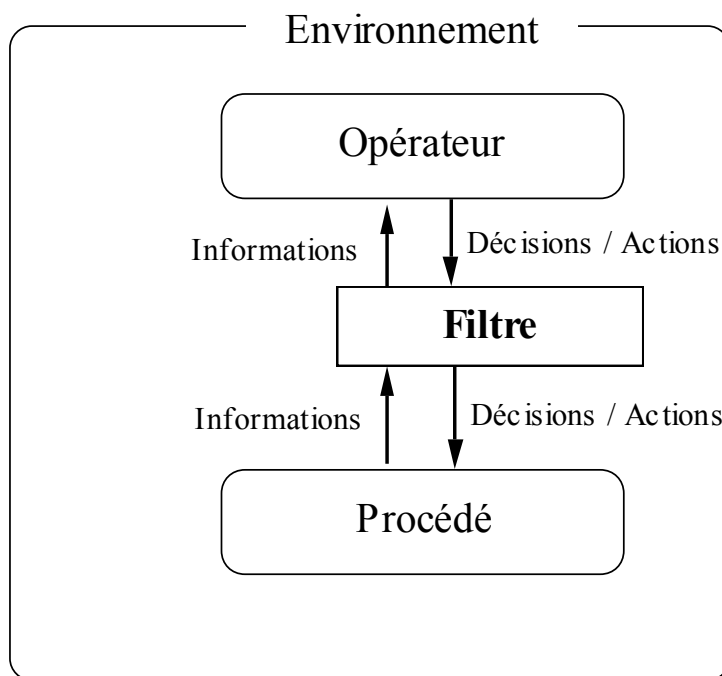 Environnement
Opérateur
Informations
Décisions / Actions
Filtre
Informations
Décisions / Actions
Procédé